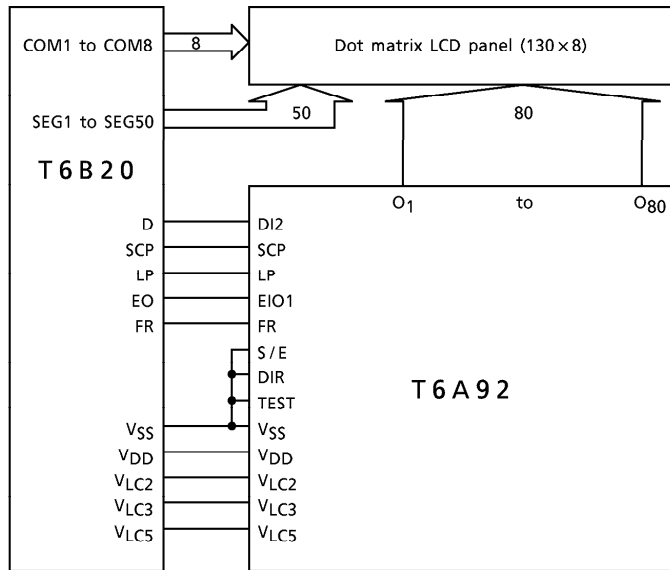 COM1 to COM8
8
Dot matrix LCD panel (130×8)
SEG1 to SEG50
50
80
T6B20
O1 to O80
D
DI2
SCP
SCP
LP
LP
EO
EIO1
FR
FR
S/E
DIR
T6A92
TEST
VSS
VSS
VDD
VDD
VLC2
VLC2
VLC3
VLC3
VLC5
VLC5